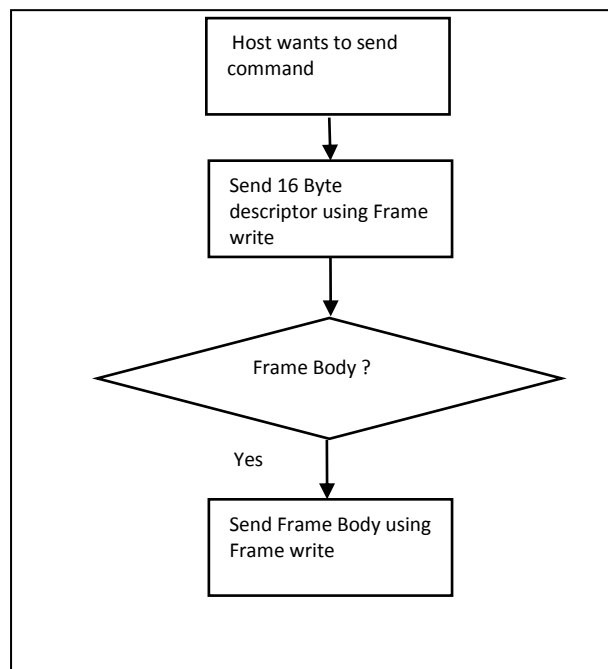 Host wants to send
command
Send 16 Byte
descriptor using Frame
write
Frame Body ?
Yes
Send Frame Body using
Frame write